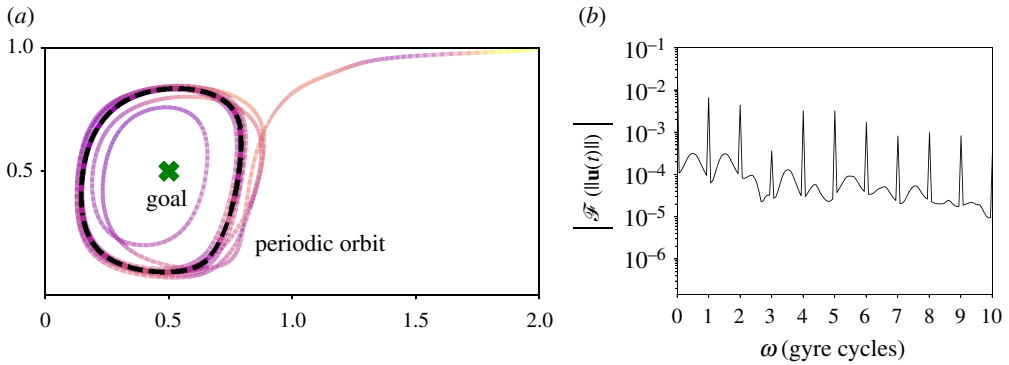 (a)
1.0
0.5
0
0.5
1.0
1.5
2.0
goal
periodic orbit
(b)
10⁻¹
10⁻²
10⁻³
10⁻⁴
10⁻⁵
10⁻⁶
|ℱ (||u(t)||)|
0 1 2 3 4 5 6 7 8 9 10
ω (gyre cycles)